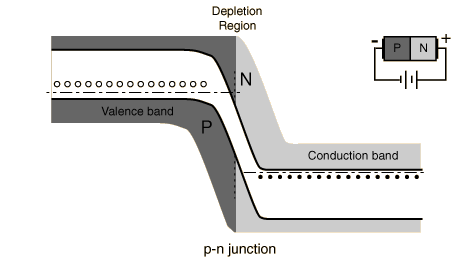 Depletion
Region
- +
P N
N
Valence band
P
Conduction band
p-n junction